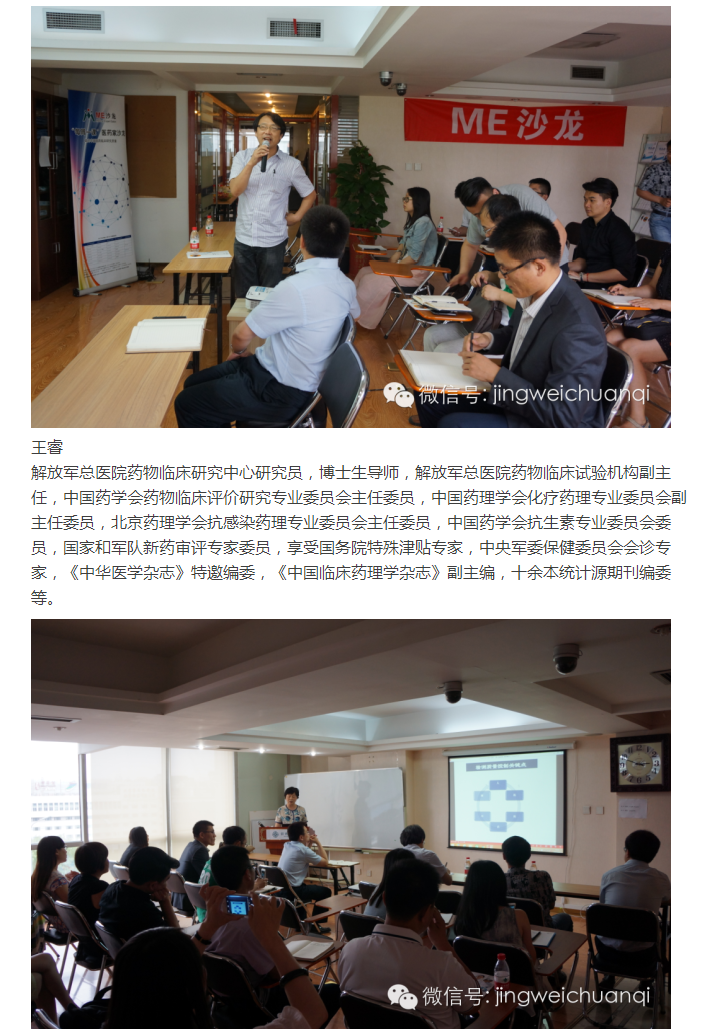 ME沙龙
ME沙龙
微信号: jingweichuanqi
王睿
解放军总医院药物临床研究中心研究员，博士生导师，解放军总医院药物临床试验机构副主
任，中国药学会药物临床评价研究专业委员会主任委员，中国药理学会化疗药理专业委员会副
主任委员，北京药理学会抗感染药理专业委员会主任委员，中国药学会抗生素专业委员会委
员，国家和军队新药审评专家委员，享受国务院特殊津贴专家，中央军委保健委员会会诊专
家，《中华医学杂志》特邀编委，《中国临床药理学杂志》副主编，十余本统计源期刊编委
等。
微信号: jingweichuanqi